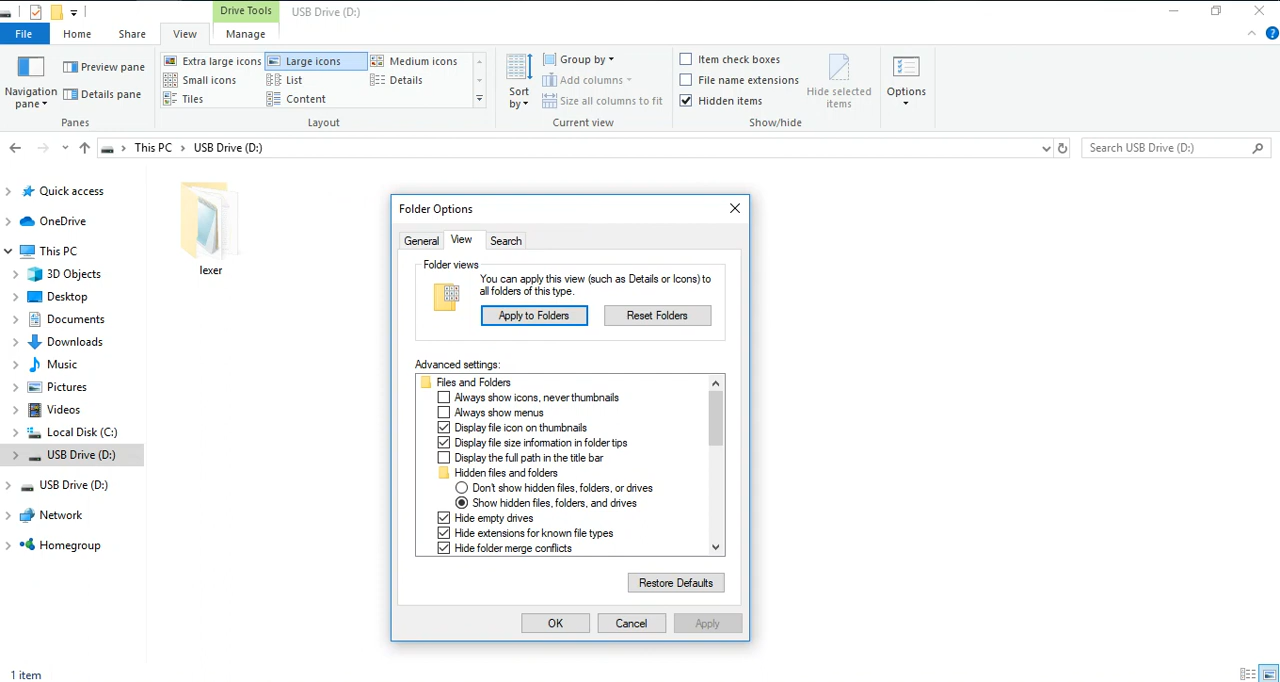 Drive Tools
USB Drive (D:)
File
Home
Share
View
Manage
Navigation pane
Preview pane
Details pane
Panes
Extra large icons
Large icons
Medium icons
Small icons
List
Details
Tiles
Content
Layout
Sort by
Group by
Add columns
Size all columns to fit
Current view
Item check boxes
File name extensions
Hidden items
Hide selected items
Show/hide
Options
This PC
USB Drive (D:)
Search USB Drive (D:)
Quick access
OneDrive
This PC
3D Objects
Desktop
Documents
Downloads
Music
Pictures
Videos
Local Disk (C:)
USB Drive (D:)
USB Drive (D:)
Network
Homegroup
lexer
Folder Options
General
View
Search
Folder views
You can apply this view (such as Details or Icons) to
all folders of this type.
Apply to Folders
Reset Folders
Advanced settings:
Files and Folders
Always show icons, never thumbnails
Always show menus
Display file icon on thumbnails
Display file size information in folder tips
Display the full path in the title bar
Hidden files and folders
Don't show hidden files, folders, or drives
Show hidden files, folders, and drives
Hide empty drives
Hide extensions for known file types
Hide folder merge conflicts
Restore Defaults
OK
Cancel
Apply
1 item